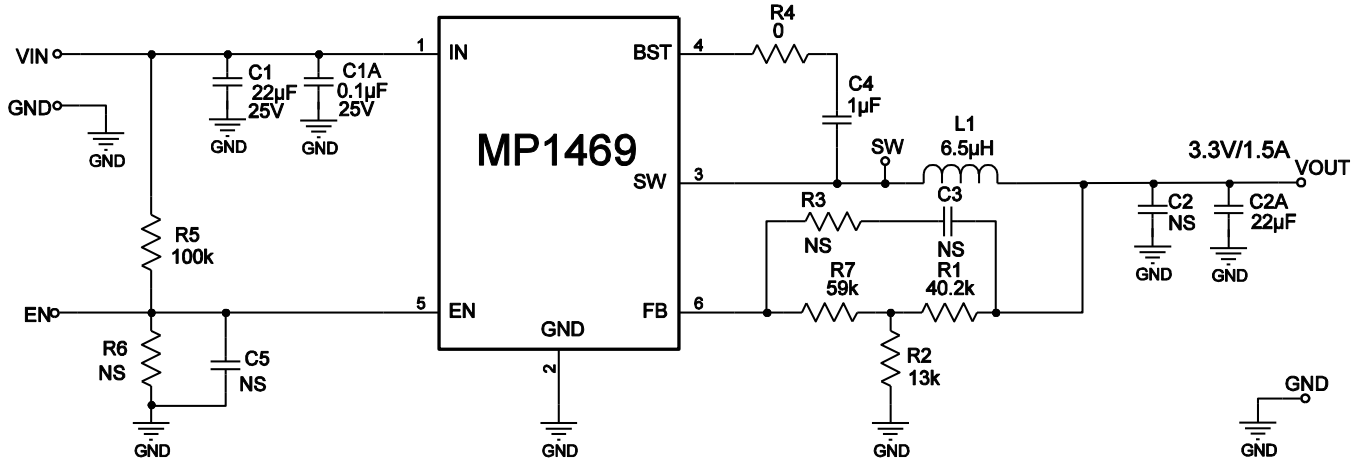 VIN
GND
GND
C1
22µF
25V
GND
C1A
0.1µF
25V
GND
1
IN
MP1469
BST
4
R4
0
C4
1µF
SW
3
SW
L1
6.5µH
3.3V/1.5A
VOUT
R3
NS
C3
NS
C2
NS
GND
C2A
22µF
GND
R5
100k
EN
5
EN
GND
2
GND
FB
6
R7
59k
R1
40.2k
R2
13k
GND
R6
NS
C5
NS
GND
GND
GND